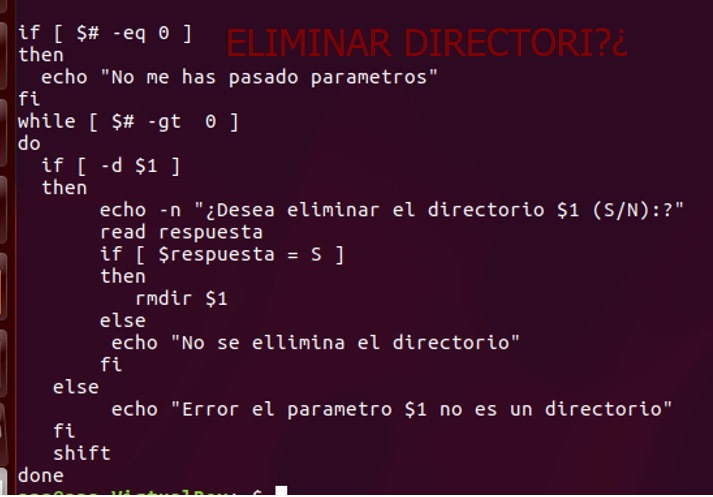 if [ $# -eq 0 ]
ELIMINAR DIRECTORI?¿
then
  echo "No me has pasado parametros"
fi
while [ $# -gt  0 ]
do
  if [ -d $1 ]
  then
       echo -n "¿Desea eliminar el directorio $1 (S/N):?"
       read respuesta
       if [ $respuesta = S ]
       then
          rmdir $1
       else
        echo "No se ellimina el directorio"
       fi
   else
        echo "Error el parametro $1 no es un directorio"
   fi
   shift
done